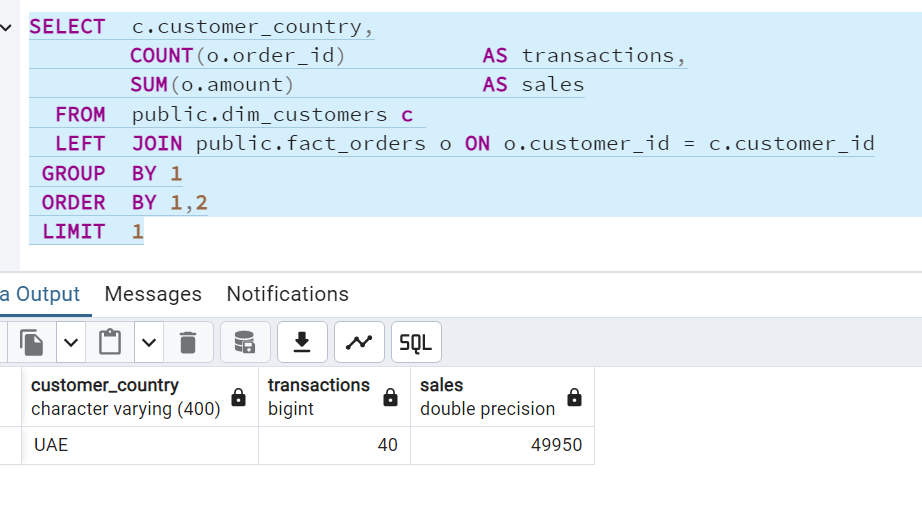 SELECT c.customer_country,
COUNT(o.order_id) AS transactions,
SUM(o.amount) AS sales
FROM public.dim_customers c
LEFT JOIN public.fact_orders o ON o.customer_id = c.customer_id
GROUP BY 1
ORDER BY 1,2
LIMIT 1
a Output Messages Notifications
SQL
customer_country transactions sales
character varying (400) bigint double precision
UAE 40 49950